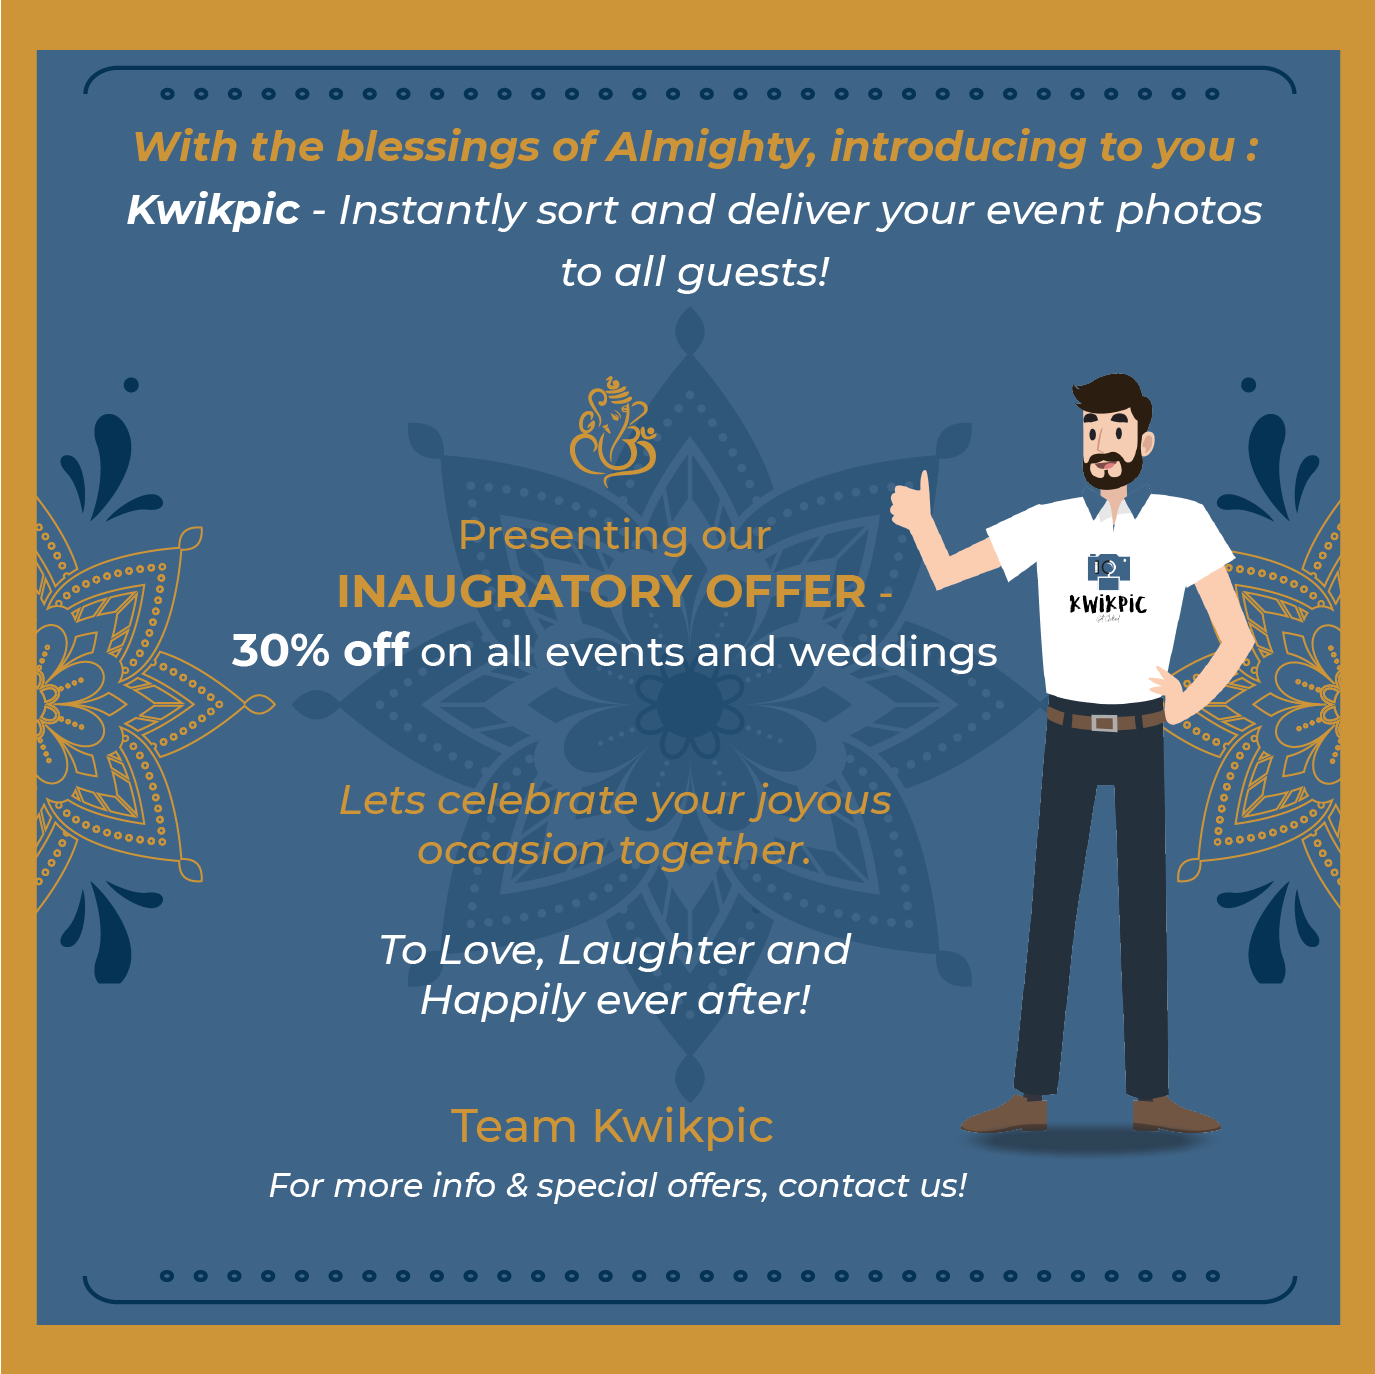 With the blessings of Almighty, introducing to you :
Kwikpic - Instantly sort and deliver your event photos
to all guests!
Presenting our
INAUGRATORY OFFER -
30% off on all events and weddings
KWIKPIC
Lets celebrate your joyous
occasion together.
To Love, Laughter and
Happily ever after!
Team Kwikpic
For more info & special offers, contact us!